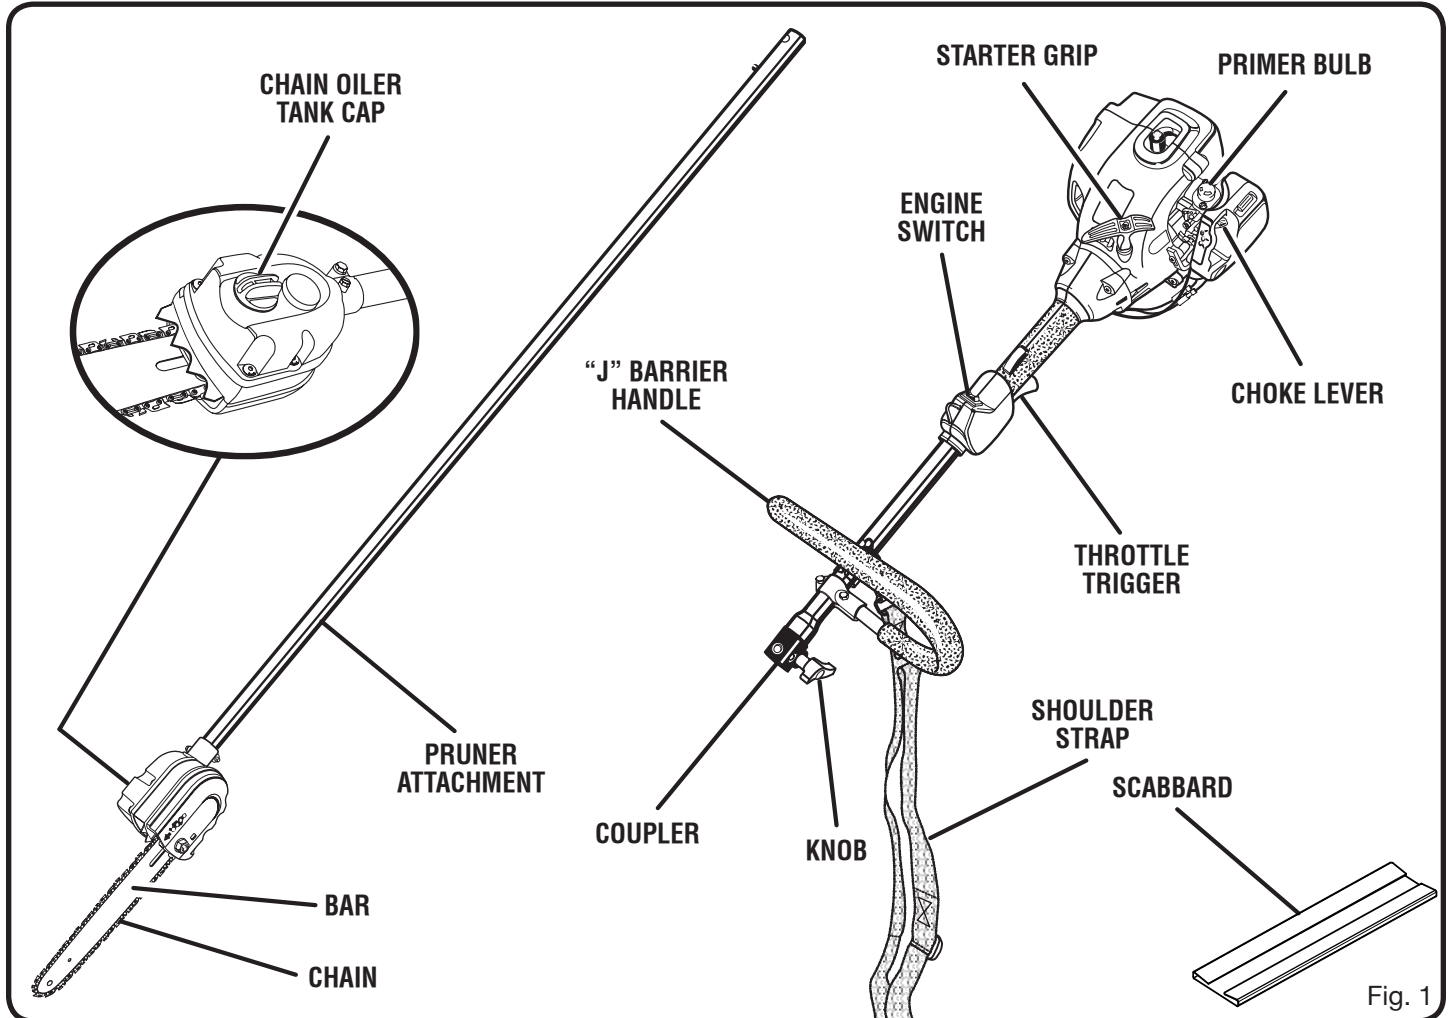 CHAIN OILER
TANK CAP
STARTER GRIP
PRIMER BULB
ENGINE
SWITCH
“J” BARRIER
HANDLE
CHOKE LEVER
THROTTLE
TRIGGER
PRUNER
ATTACHMENT
SHOULDER
STRAP
SCABBARD
COUPLER
KNOB
BAR
CHAIN
Fig. 1